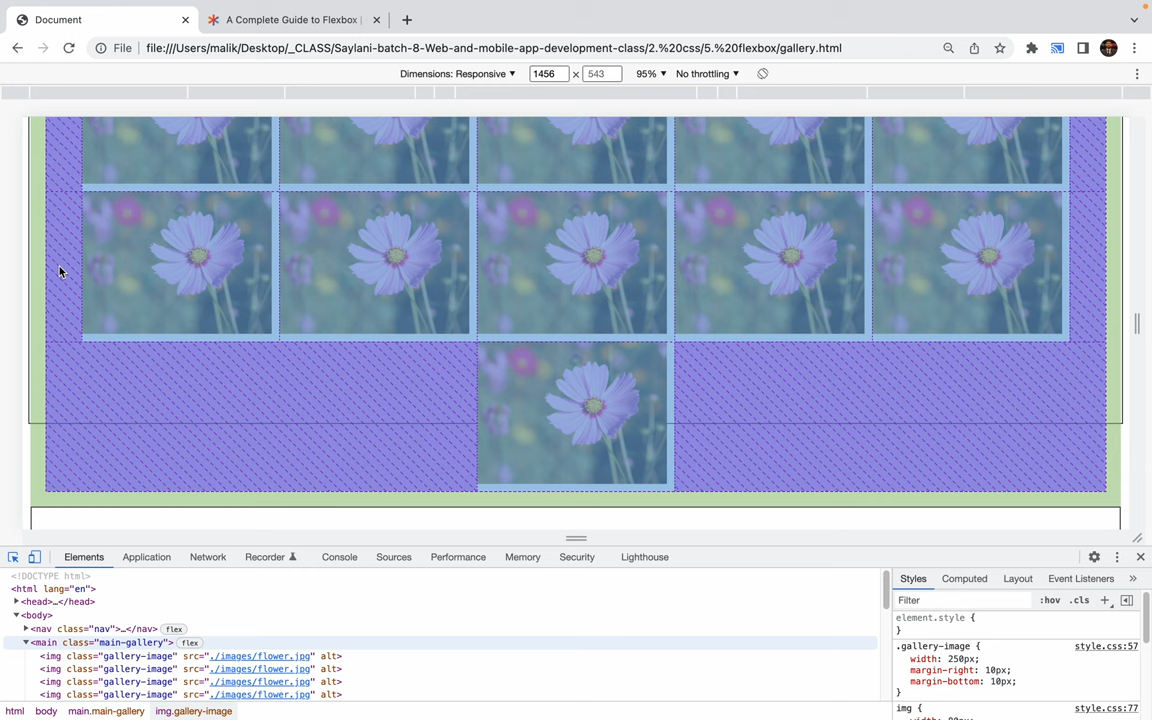 Document
A Complete Guide to Flexbox |
File
file:///Users/malik/Desktop/_CLASS/Saylani-batch-8-Web-and-mobile-app-development-class/2.%20css/5.%20flexbox/gallery.html
Dimensions: Responsive ▼ 1456 × 543 95% ▼ No throttling ▼
Elements Application Network Recorder Console Sources Performance Memory Security Lighthouse
<!DOCTYPE html>
<html lang="en">
▶<head>…</head>
▼<body>
▶<nav class="nav">…</nav> flex
▼<main class="main-gallery"> flex
<img class="gallery-image" src="./images/flower.jpg" alt>
<img class="gallery-image" src="./images/flower.jpg" alt>
<img class="gallery-image" src="./images/flower.jpg" alt>
<img class="gallery-image" src="./images/flower.jpg" alt>
html body main.main-gallery img.gallery-image
Styles Computed Layout Event Listeners »
Filter :hov .cls +
element.style {
}
.gallery-image { style.css:57
width: 250px;
margin-right: 10px;
margin-bottom: 10px;
}
img { style.css:77